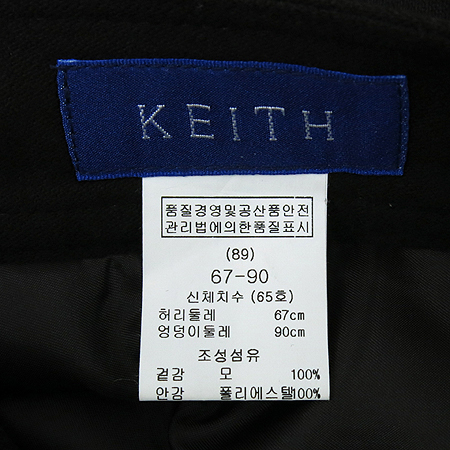 KEITH
품질경영및공산품안전
관리법에의한품질표시
(89)
67-90
신체치수 (65호)
허리둘레 67cm
엉덩이둘레 90cm
조성섬유
겉감 모 100%
안감 폴리에스텔100%